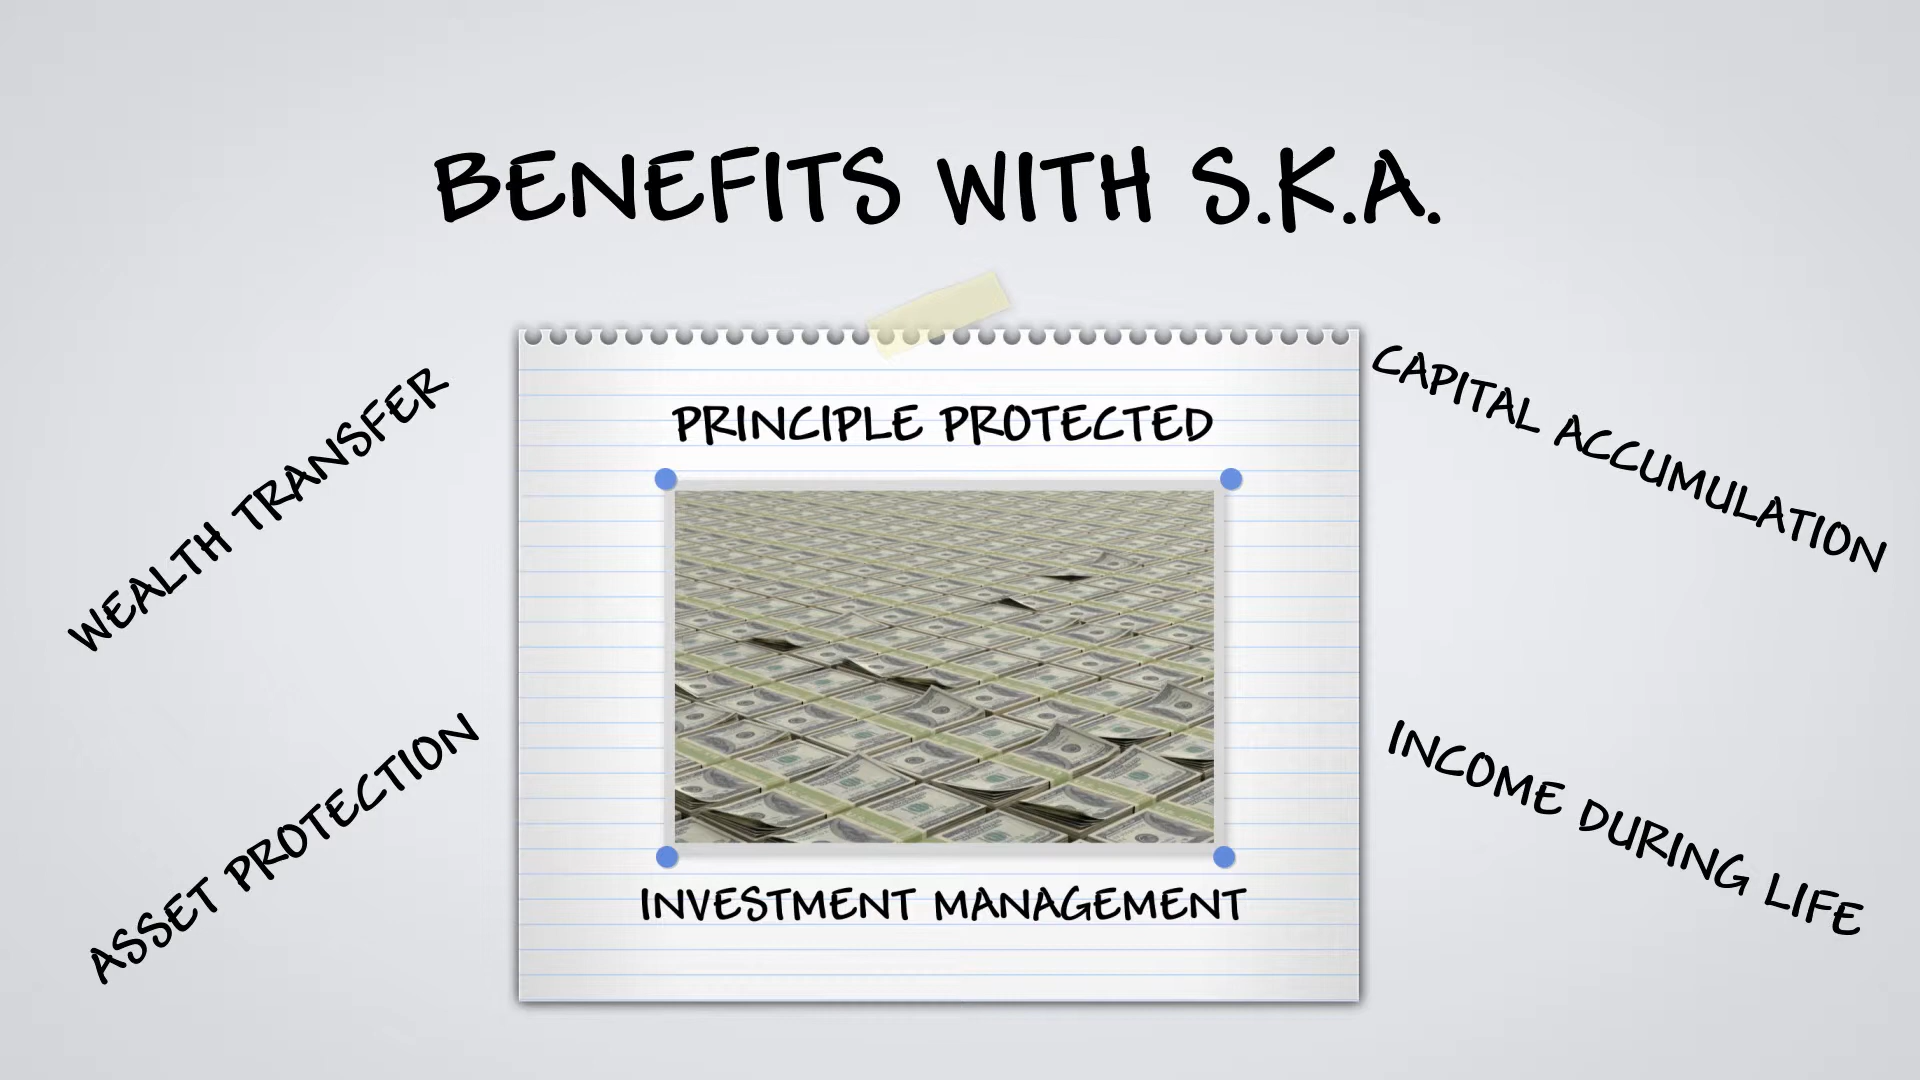 BENEFITS WITH S.K.A.
WEALTH TRANSFER
CAPITAL ACCUMULATION
PRINCIPLE PROTECTED
ASSET PROTECTION
INCOME DURING LIFE
INVESTMENT MANAGEMENT